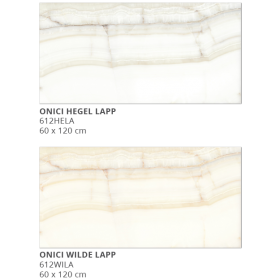 ONICI HEGEL LAPP
612HELA
60 x 120 cm
ONICI WILDE LAPP
612WILA
60 x 120 cm